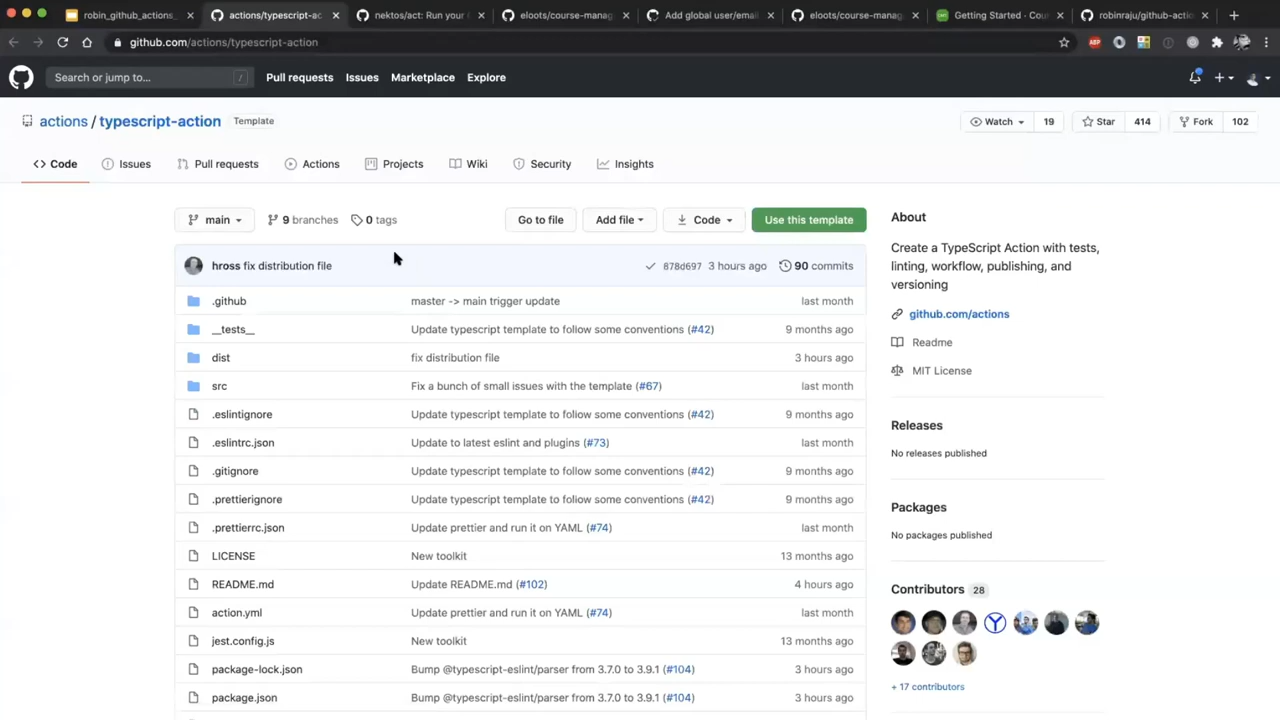 robin_github_actions_
actions/typescript-ac
nektos/act: Run your
eloots/course-manag
Add global user/email
eloots/course-manag
Getting Started · Cou
robinraju/github-actio
github.com/actions/typescript-action
ABP
Search or jump to...
/
Pull requests
Issues
Marketplace
Explore
actions / typescript-action
Template
Watch
19
Star
414
Fork
102
Code
Issues
Pull requests
Actions
Projects
Wiki
Security
Insights
main
9 branches
0 tags
Go to file
Add file
Code
Use this template
hross fix distribution file
878d697
3 hours ago
90 commits
.github
master -> main trigger update
last month
__tests__
Update typescript template to follow some conventions (#42)
9 months ago
dist
fix distribution file
3 hours ago
src
Fix a bunch of small issues with the template (#67)
last month
.eslintignore
Update typescript template to follow some conventions (#42)
9 months ago
.eslintrc.json
Update to latest eslint and plugins (#73)
last month
.gitignore
Update typescript template to follow some conventions (#42)
9 months ago
.prettierignore
Update typescript template to follow some conventions (#42)
9 months ago
.prettierrc.json
Update prettier and run it on YAML (#74)
last month
LICENSE
New toolkit
13 months ago
README.md
Update README.md (#102)
4 hours ago
action.yml
Update prettier and run it on YAML (#74)
last month
jest.config.js
New toolkit
13 months ago
package-lock.json
Bump @typescript-eslint/parser from 3.7.0 to 3.9.1 (#104)
3 hours ago
package.json
Bump @typescript-eslint/parser from 3.7.0 to 3.9.1 (#104)
3 hours ago
About
Create a TypeScript Action with tests,
linting, workflow, publishing, and
versioning
github.com/actions
Readme
MIT License
Releases
No releases published
Packages
No packages published
Contributors 28
+ 17 contributors